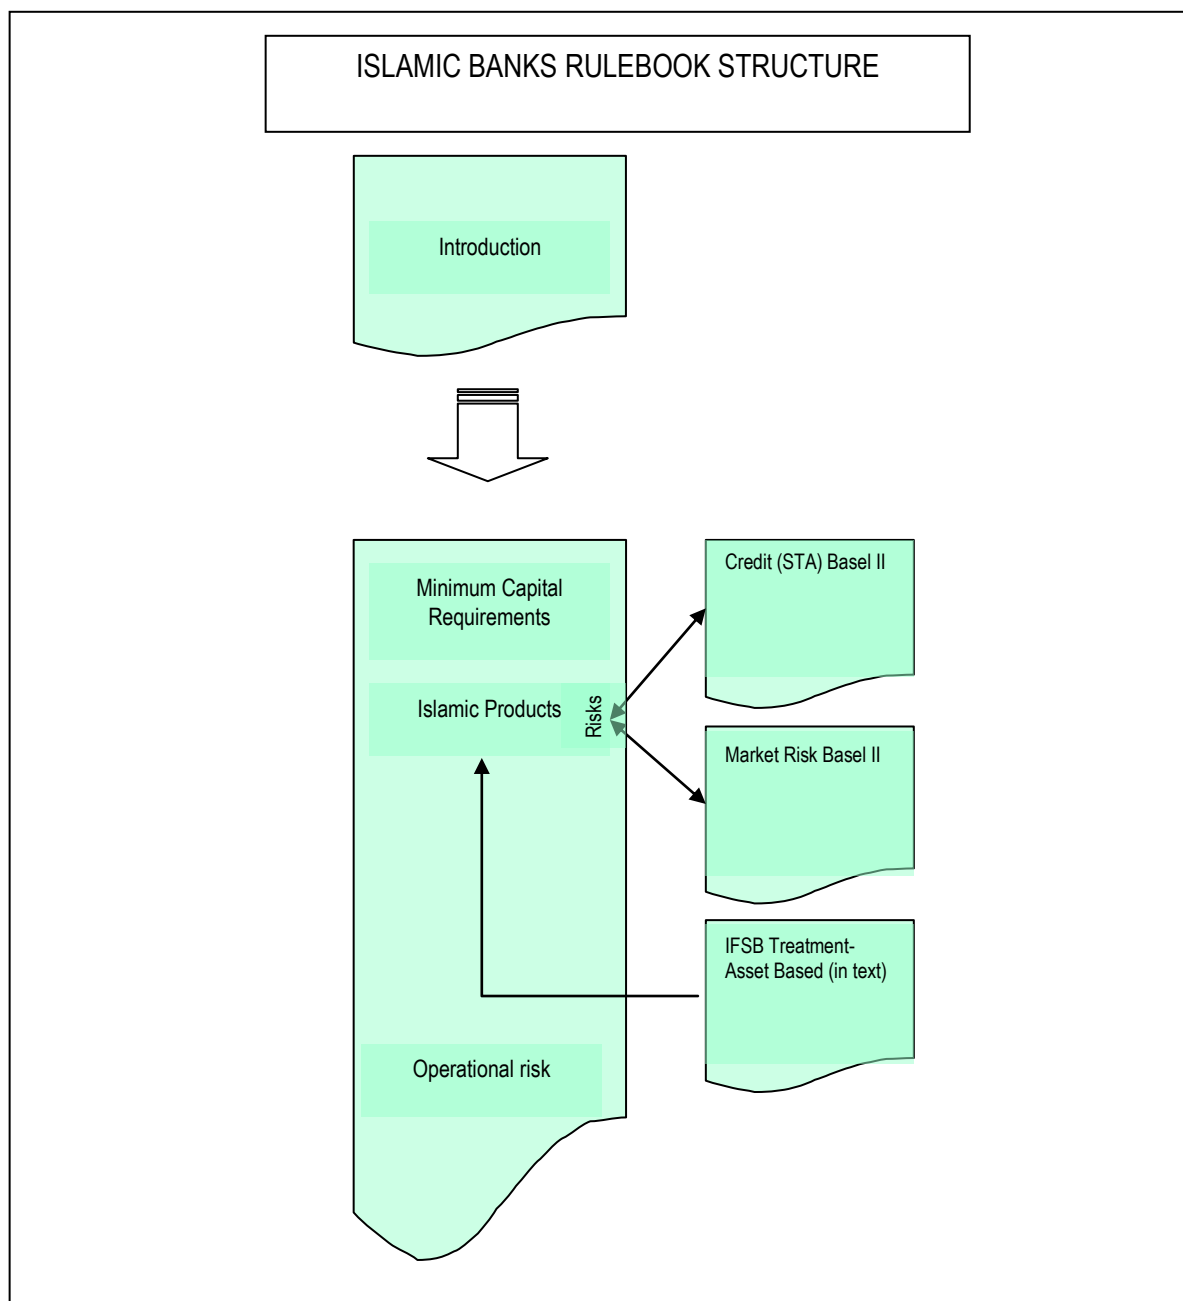 ISLAMIC BANKS RULEBOOK STRUCTURE
Introduction
Minimum Capital
Requirements
Islamic Products
Risks
Credit (STA) Basel II
Market Risk Basel II
IFSB Treatment-
Asset Based (in text)
Operational risk